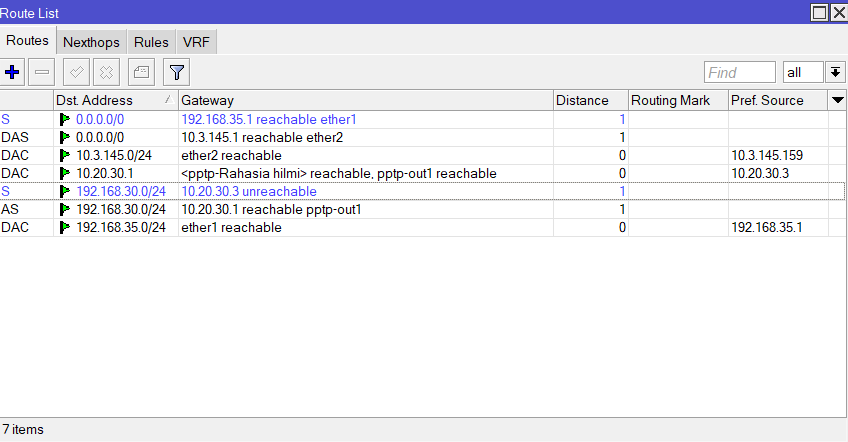 Route List
Routes Nexthops Rules VRF
Find all
Dst. Address Gateway Distance Routing Mark Pref. Source
S 0.0.0.0/0 192.168.35.1 reachable ether1 1
DAS 0.0.0.0/0 10.3.145.1 reachable ether2 1
DAC 10.3.145.0/24 ether2 reachable 0 10.3.145.159
DAC 10.20.30.1 <pptp-Rahasia hilmi> reachable, pptp-out1 reachable 0 10.20.30.3
S 192.168.30.0/24 10.20.30.3 unreachable 1
AS 192.168.30.0/24 10.20.30.1 reachable pptp-out1 1
DAC 192.168.35.0/24 ether1 reachable 0 192.168.35.1
7 items